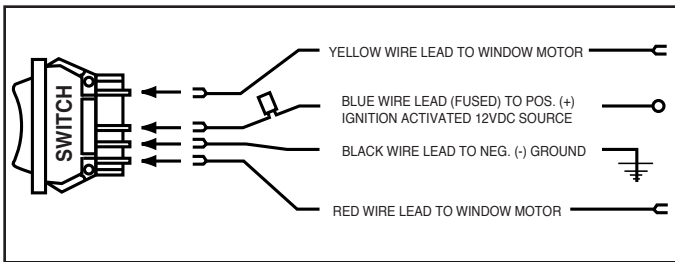 SWITCH
YELLOW WIRE LEAD TO WINDOW MOTOR
BLUE WIRE LEAD (FUSED) TO POS. (+)
IGNITION ACTIVATED 12VDC SOURCE
BLACK WIRE LEAD TO NEG. (-) GROUND
RED WIRE LEAD TO WINDOW MOTOR